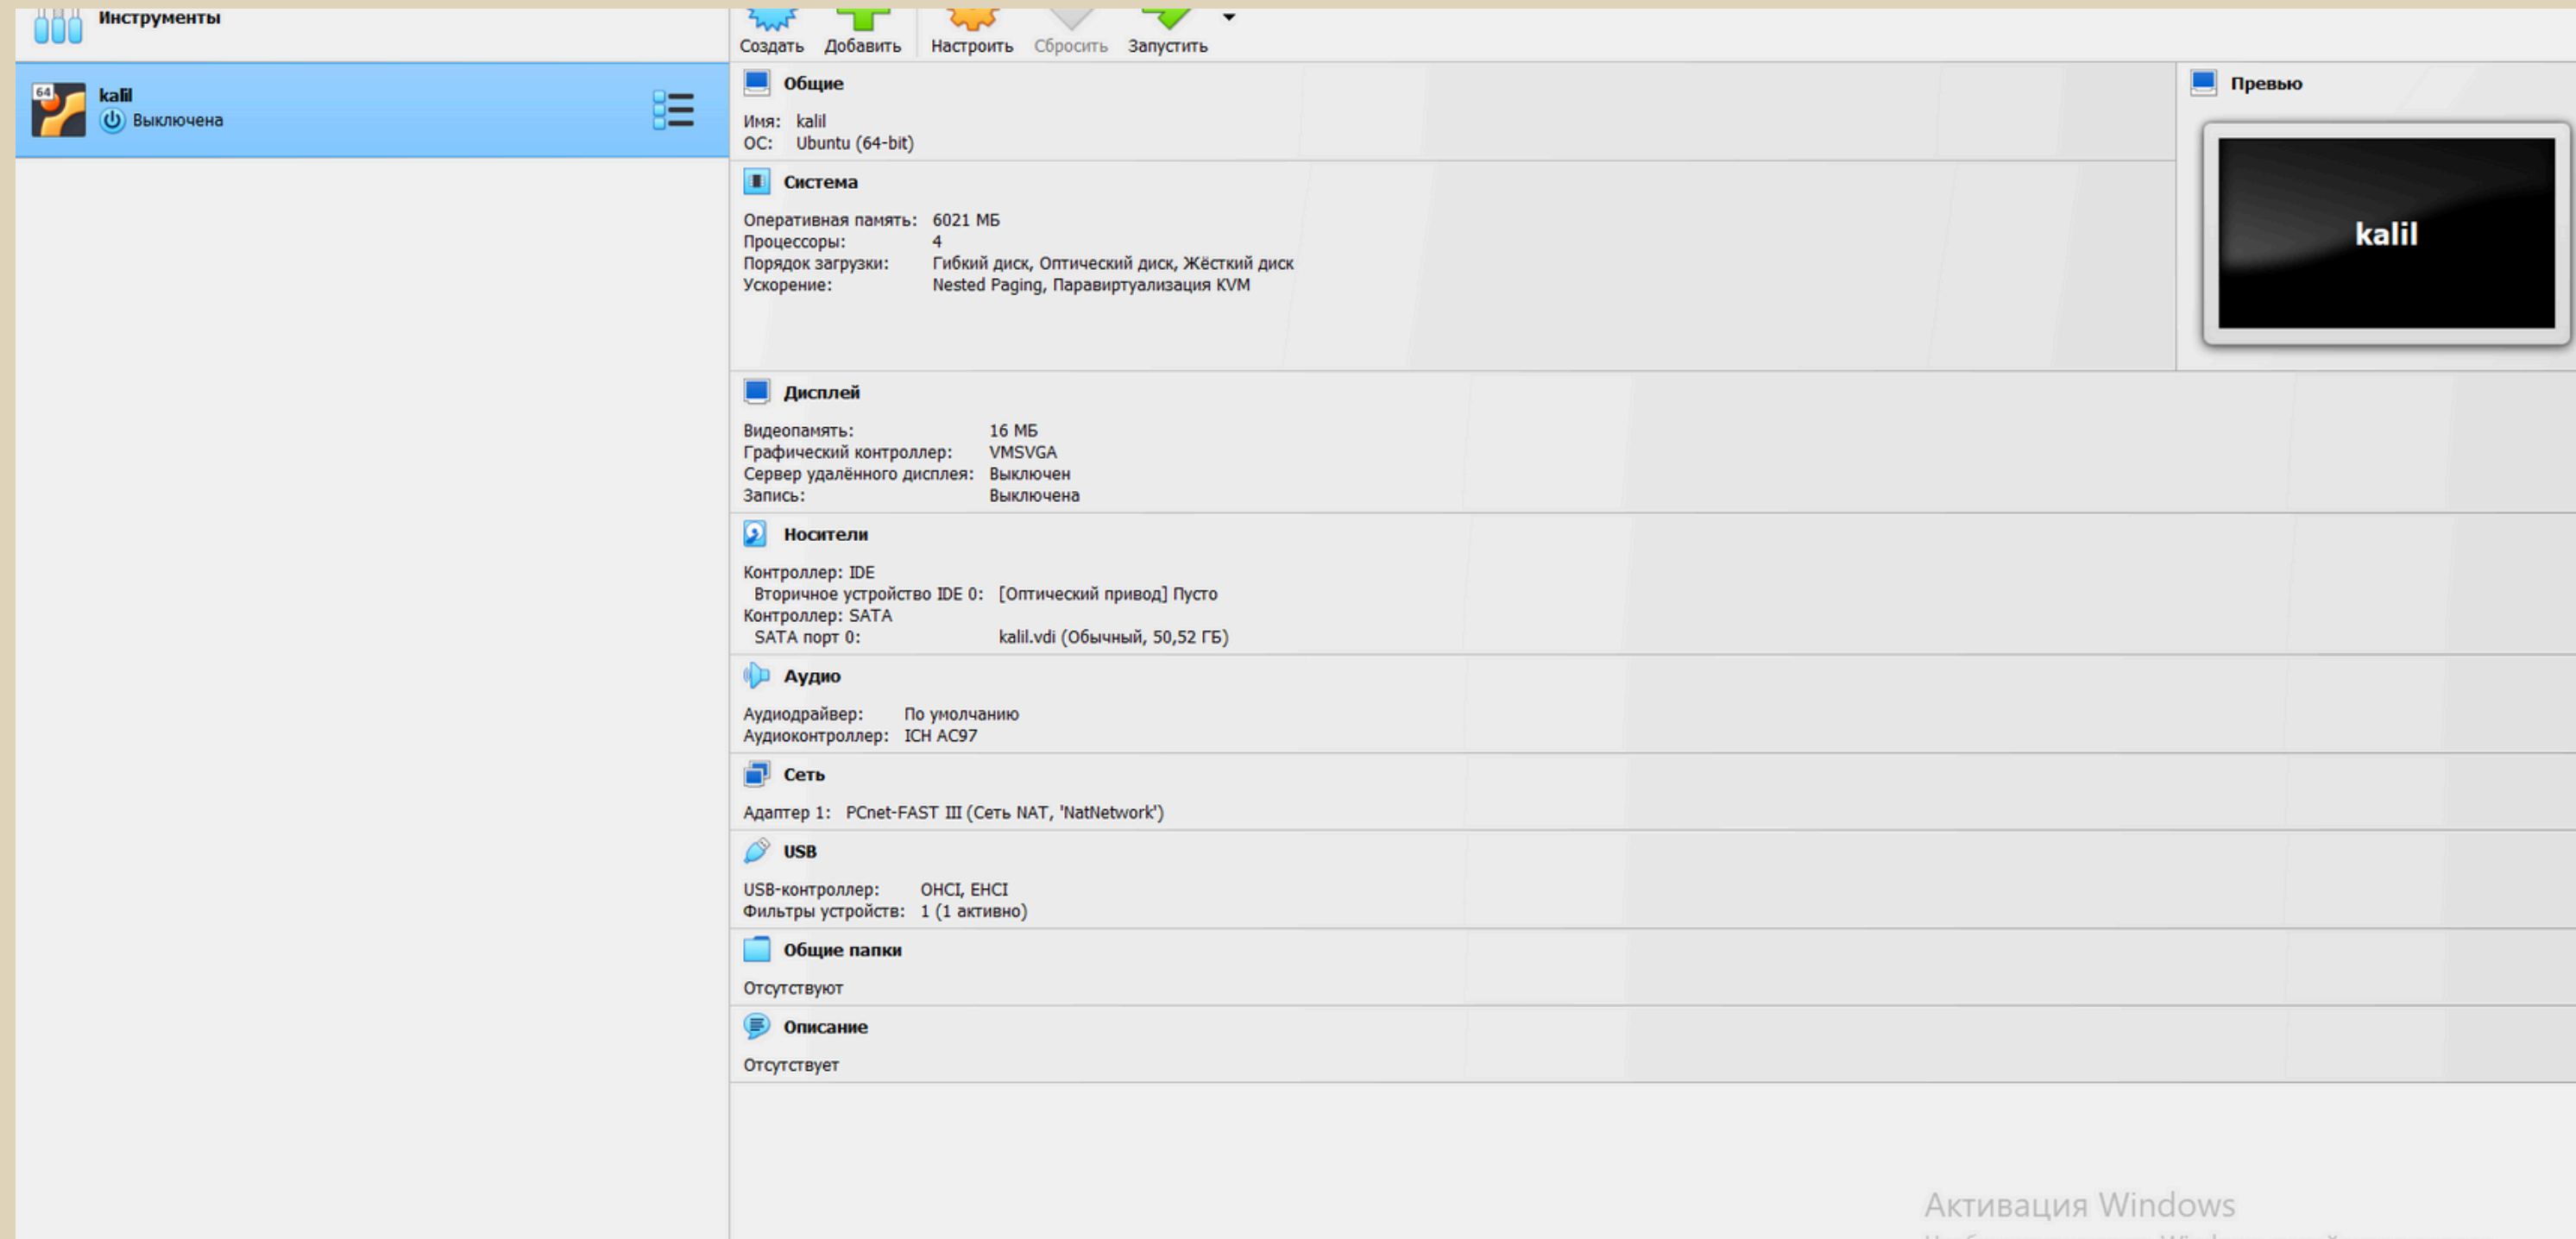 Инструменты
Создать Добавить Настроить Сбросить Запустить
64
kalil
Выключена
Общие
Имя: kalil
ОС: Ubuntu (64-bit)
Превью
kalil
Система
Оперативная память: 6021 МБ
Процессоры: 4
Порядок загрузки: Гибкий диск, Оптический диск, Жёсткий диск
Ускорение: Nested Paging, Паравиртуализация KVM
Дисплей
Видеопамять: 16 МБ
Графический контроллер: VMSVGA
Сервер удалённого дисплея: Выключен
Запись: Выключена
Носители
Контроллер: IDE
Вторичное устройство IDE 0: [Оптический привод] Пусто
Контроллер: SATA
SATA порт 0: kalil.vdi (Обычный, 50,52 ГБ)
Аудио
Аудиодрайвер: По умолчанию
Аудиоконтроллер: ICH AC97
Сеть
Адаптер 1: PCnet-FAST III (Сеть NAT, 'NatNetwork')
USB
USB-контроллер: OHCI, EHCI
Фильтры устройств: 1 (1 активно)
Общие папки
Отсутствуют
Описание
Отсутствует
Активация Windows